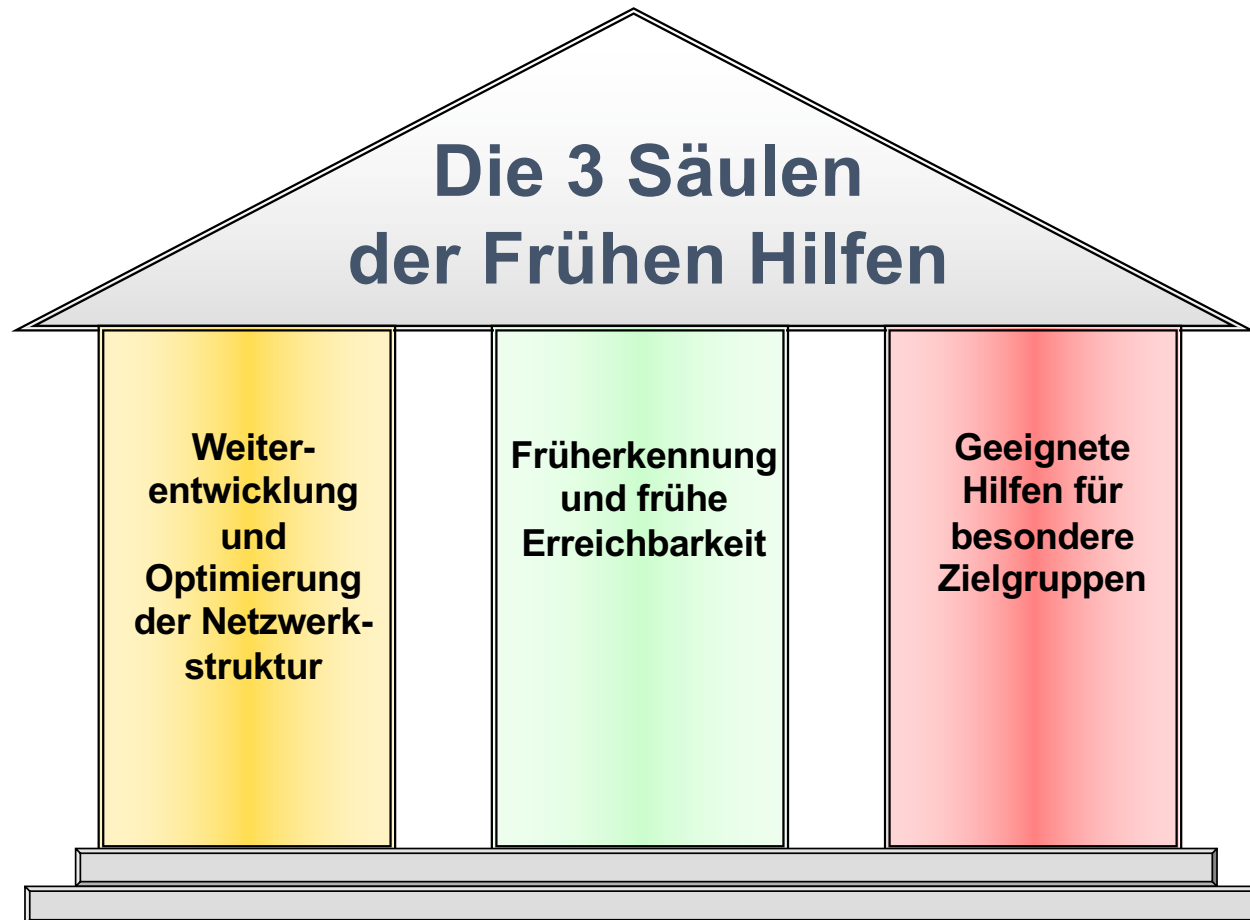 Die 3 Säulen
der Frühen Hilfen
Weiter-
entwicklung
und
Optimierung
der Netzwerk-
struktur
Früherkennung
und frühe
Erreichbarkeit
Geeignete
Hilfen für
besondere
Zielgruppen